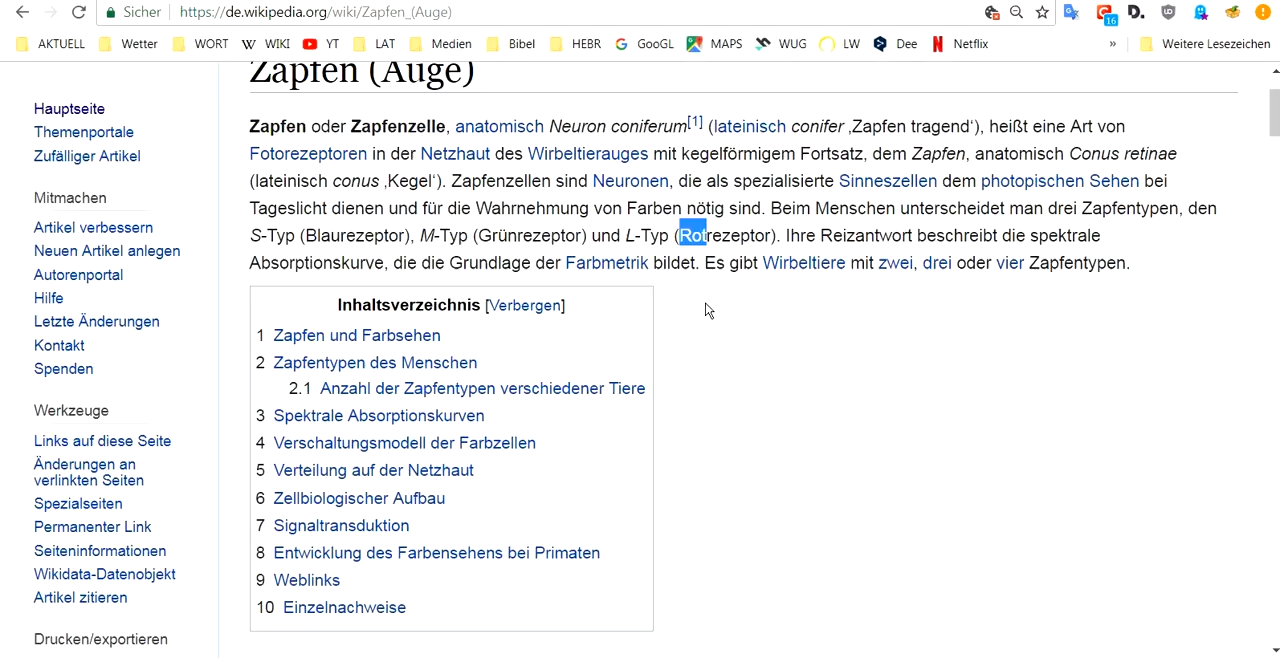 Sicher https://de.wikipedia.org/wiki/Zapfen_(Auge)
16 D. UD
AKTUELL Wetter WORT W WIKI YT LAT Medien Bibel HEBR G GooGL MAPS WUG LW Dee N Netflix » Weitere Lesezeichen
Zapfen (Auge)
Hauptseite
Themenportale
Zufälliger Artikel
Mitmachen
Artikel verbessern
Neuen Artikel anlegen
Autorenportal
Hilfe
Letzte Änderungen
Kontakt
Spenden
Werkzeuge
Links auf diese Seite
Änderungen an
verlinkten Seiten
Spezialseiten
Permanenter Link
Seiteninformationen
Wikidata-Datenobjekt
Artikel zitieren
Drucken/exportieren
Zapfen oder Zapfenzelle, anatomisch Neuron coniferum[1] (lateinisch conifer ‚Zapfen tragend‘), heißt eine Art von
Fotorezeptoren in der Netzhaut des Wirbeltierauges mit kegelförmigem Fortsatz, dem Zapfen, anatomisch Conus retinae
(lateinisch conus ‚Kegel‘). Zapfenzellen sind Neuronen, die als spezialisierte Sinneszellen dem photopischen Sehen bei
Tageslicht dienen und für die Wahrnehmung von Farben nötig sind. Beim Menschen unterscheidet man drei Zapfentypen, den
S-Typ (Blaurezeptor), M-Typ (Grünrezeptor) und L-Typ (Rotrezeptor). Ihre Reizantwort beschreibt die spektrale
Absorptionskurve, die die Grundlage der Farbmetrik bildet. Es gibt Wirbeltiere mit zwei, drei oder vier Zapfentypen.
Inhaltsverzeichnis [Verbergen]
1 Zapfen und Farbsehen
2 Zapfentypen des Menschen
2.1 Anzahl der Zapfentypen verschiedener Tiere
3 Spektrale Absorptionskurven
4 Verschaltungsmodell der Farbzellen
5 Verteilung auf der Netzhaut
6 Zellbiologischer Aufbau
7 Signaltransduktion
8 Entwicklung des Farbensehens bei Primaten
9 Weblinks
10 Einzelnachweise